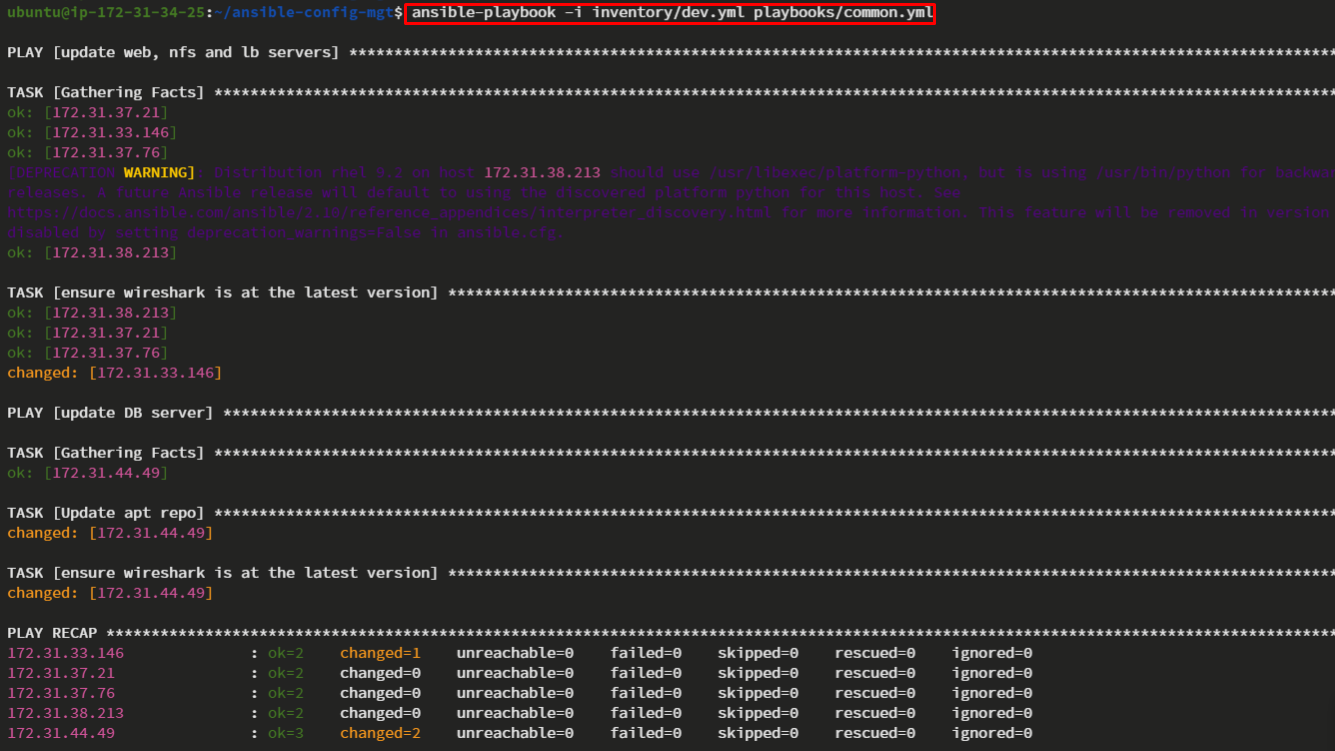 ubuntu@ip-172-31-34-25:~/ansible-config-mgt$ ansible-playbook -i inventory/dev.yml playbooks/common.yml
PLAY [update web, nfs and lb servers] ****************************************************************************************************************
TASK [Gathering Facts] *******************************************************************************************************************************
ok: [172.31.37.21]
ok: [172.31.33.146]
ok: [172.31.37.76]
[DEPRECATION WARNING]: Distribution rhel 9.2 on host 172.31.38.213 should use /usr/libexec/platform-python, but is using /usr/bin/python for backwa
releases. A future Ansible release will default to using the discovered platform python for this host. See
https://docs.ansible.com/ansible/2.10/reference_appendices/interpreter_discovery.html for more information. This feature will be removed in version
disabled by setting deprecation_warnings=False in ansible.cfg.
ok: [172.31.38.213]
TASK [ensure wireshark is at the latest version] *****************************************************************************************************
ok: [172.31.38.213]
ok: [172.31.37.21]
ok: [172.31.37.76]
changed: [172.31.33.146]
PLAY [update DB server] ******************************************************************************************************************************
TASK [Gathering Facts] *******************************************************************************************************************************
ok: [172.31.44.49]
TASK [Update apt repo] *******************************************************************************************************************************
changed: [172.31.44.49]
TASK [ensure wireshark is at the latest version] *****************************************************************************************************
changed: [172.31.44.49]
PLAY RECAP *******************************************************************************************************************************************
172.31.33.146 : ok=2 changed=1 unreachable=0 failed=0 skipped=0 rescued=0 ignored=0
172.31.37.21 : ok=2 changed=0 unreachable=0 failed=0 skipped=0 rescued=0 ignored=0
172.31.37.76 : ok=2 changed=0 unreachable=0 failed=0 skipped=0 rescued=0 ignored=0
172.31.38.213 : ok=2 changed=0 unreachable=0 failed=0 skipped=0 rescued=0 ignored=0
172.31.44.49 : ok=3 changed=2 unreachable=0 failed=0 skipped=0 rescued=0 ignored=0